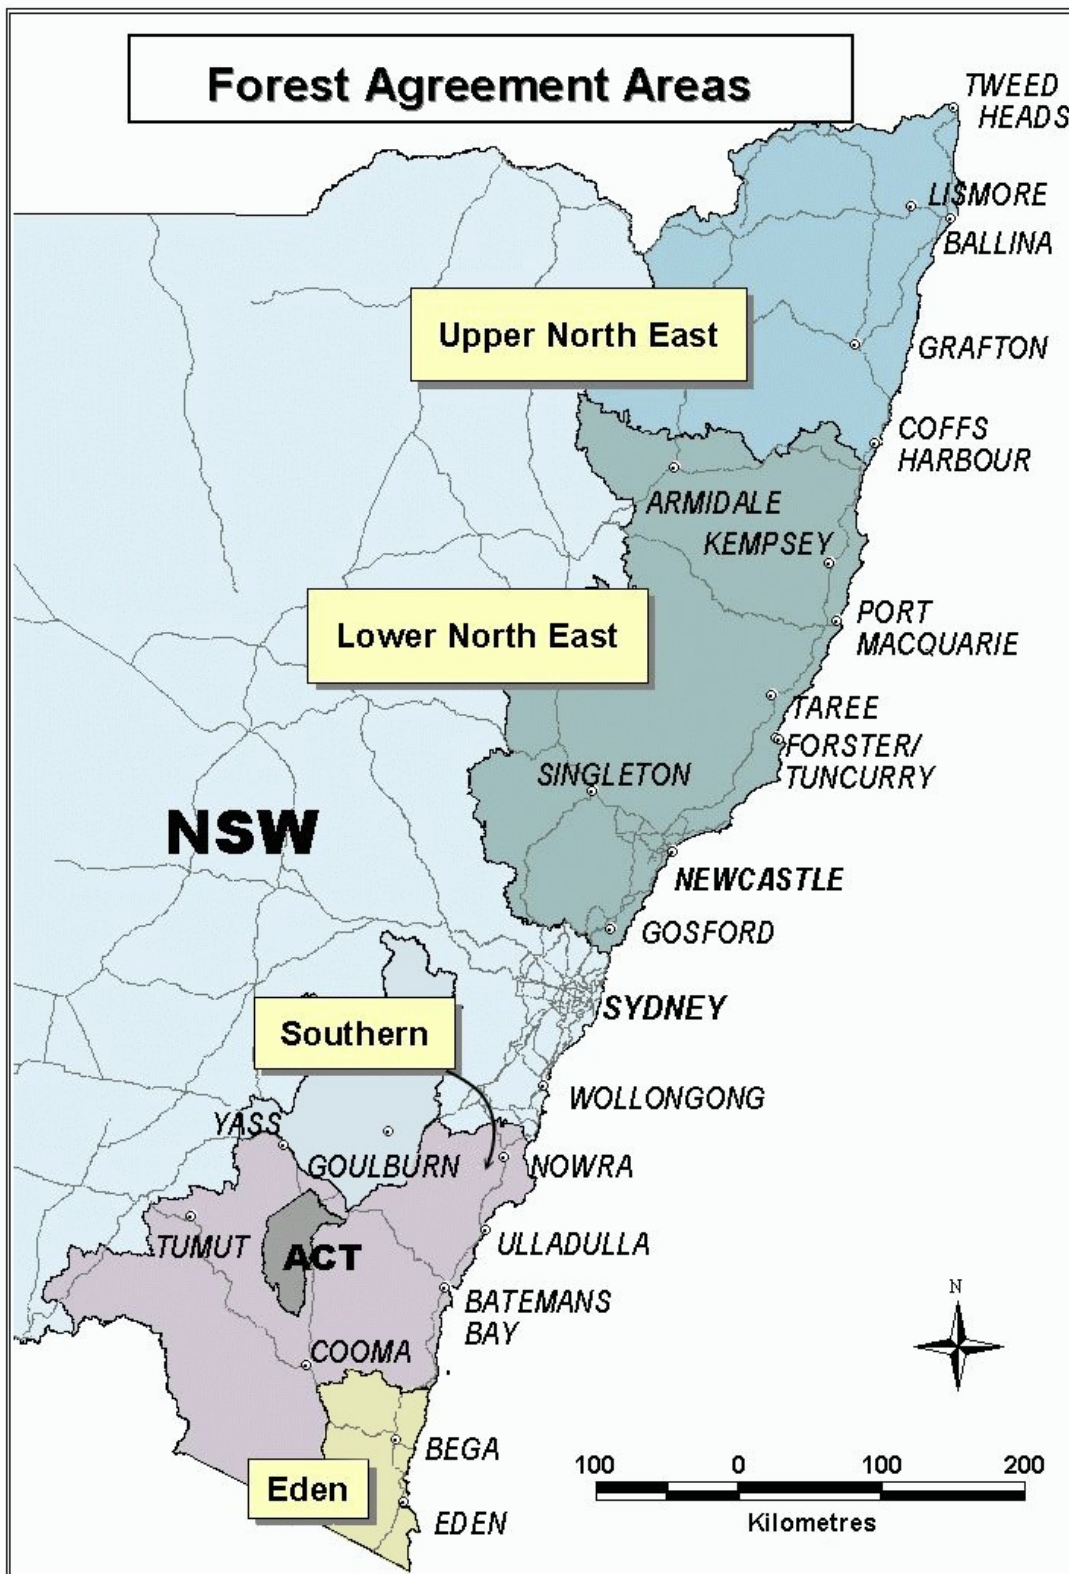 Forest Agreement Areas
TWEED
HEADS
LISMORE
BALLINA
Upper North East
GRAFTON
COFFS
HARBOUR
ARMIDALE
KEMPSEY
Lower North East
PORT
MACQUARIE
TAREE
FORSTER/
TUNCURRY
SINGLETON
NSW
NEWCASTLE
GOSFORD
SYDNEY
Southern
WOLLONGONG
YASS
GOULBURN
NOWRA
TUMUT
ACT
ULLADULLA
BATEMANS
BAY
N
COOMA
BEGA
Eden
EDEN
100 0 100 200
Kilometres